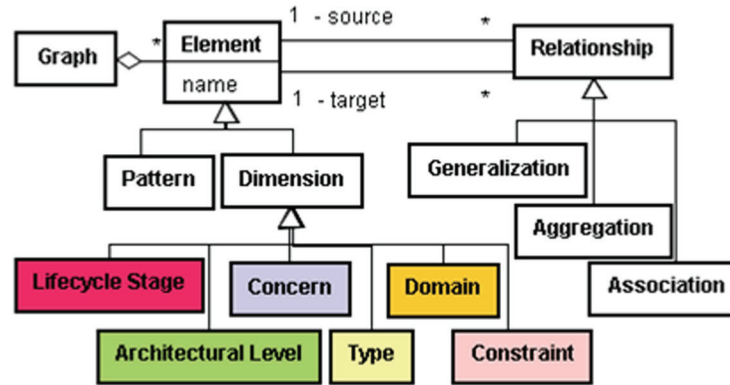 1 - source *
Graph * Element Relationship
name
1 - target *
Pattern Dimension Generalization
Aggregation
Lifecycle Stage Concern Domain Association
Architectural Level Type Constraint